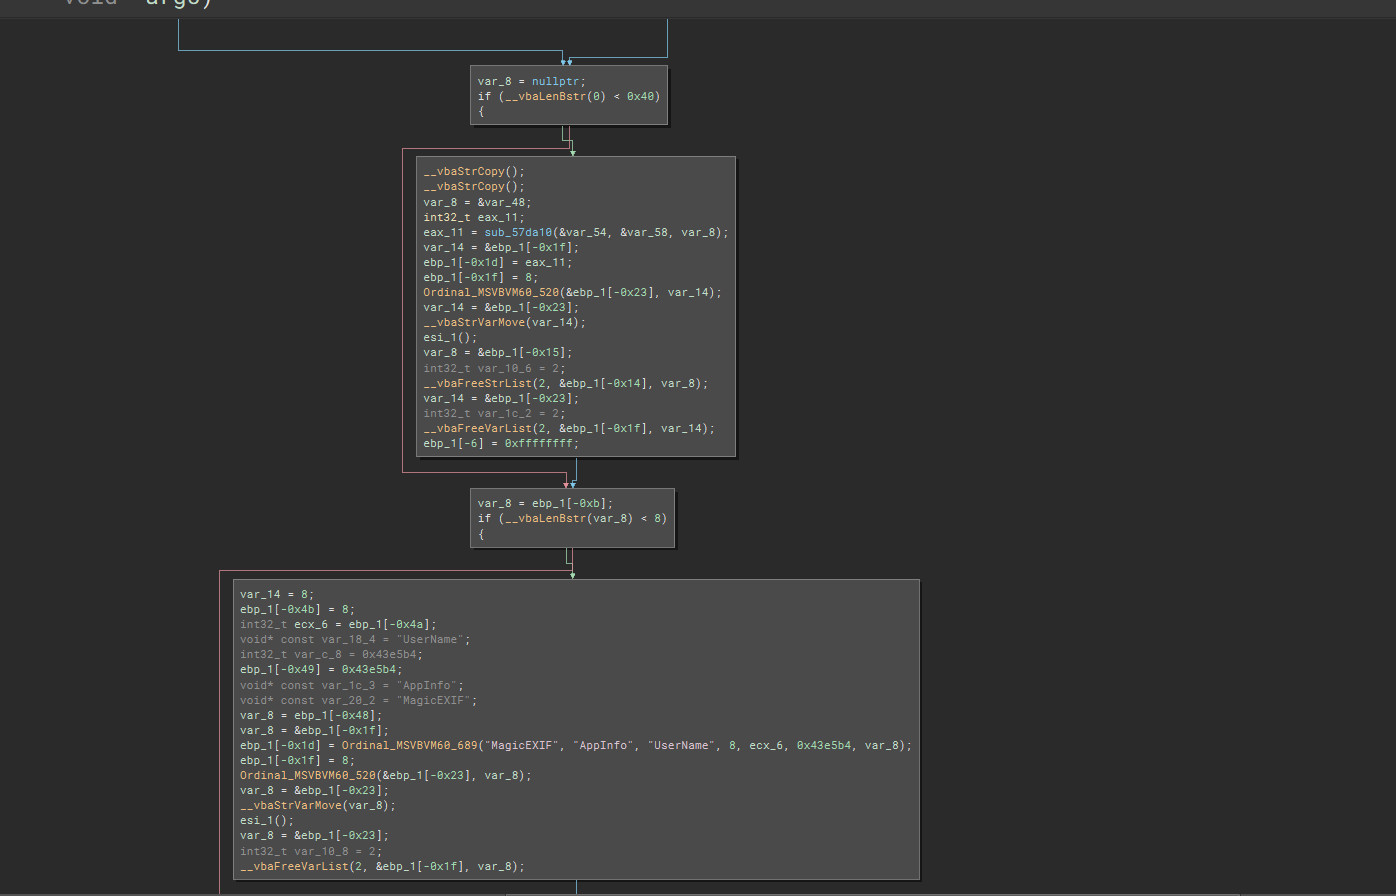 void* args)
var_8 = nullptr;
if (__vbaLenBstr(0) < 0x40)
{
__vbaStrCopy();
__vbaStrCopy();
var_8 = &var_48;
int32_t eax_11;
eax_11 = sub_57da10(&var_54, &var_58, var_8);
var_14 = &ebp_1[-0x1f];
ebp_1[-0x1d] = eax_11;
ebp_1[-0x1f] = 8;
Ordinal_MSVBVM60_520(&ebp_1[-0x23], var_14);
var_14 = &ebp_1[-0x23];
__vbaStrVarMove(var_14);
esi_1();
var_8 = &ebp_1[-0x15];
int32_t var_10_6 = 2;
__vbaFreeStrList(2, &ebp_1[-0x14], var_8);
var_14 = &ebp_1[-0x23];
int32_t var_1c_2 = 2;
__vbaFreeVarList(2, &ebp_1[-0x1f], var_14);
ebp_1[-6] = 0xffffffff;
var_8 = ebp_1[-0xb];
if (__vbaLenBstr(var_8) < 8)
{
var_14 = 8;
ebp_1[-0x4b] = 8;
int32_t ecx_6 = ebp_1[-0x4a];
void* const var_18_4 = "UserName";
int32_t var_c_8 = 0x43e5b4;
ebp_1[-0x49] = 0x43e5b4;
void* const var_1c_3 = "AppInfo";
void* const var_20_2 = "MagicEXIF";
var_8 = ebp_1[-0x48];
var_8 = &ebp_1[-0x1f];
ebp_1[-0x1d] = Ordinal_MSVBVM60_689("MagicEXIF", "AppInfo", "UserName", 8, ecx_6, 0x43e5b4, var_8);
ebp_1[-0x1f] = 8;
Ordinal_MSVBVM60_520(&ebp_1[-0x23], var_8);
var_8 = &ebp_1[-0x23];
__vbaStrVarMove(var_8);
esi_1();
var_8 = &ebp_1[-0x23];
int32_t var_10_8 = 2;
__vbaFreeVarList(2, &ebp_1[-0x1f], var_8);